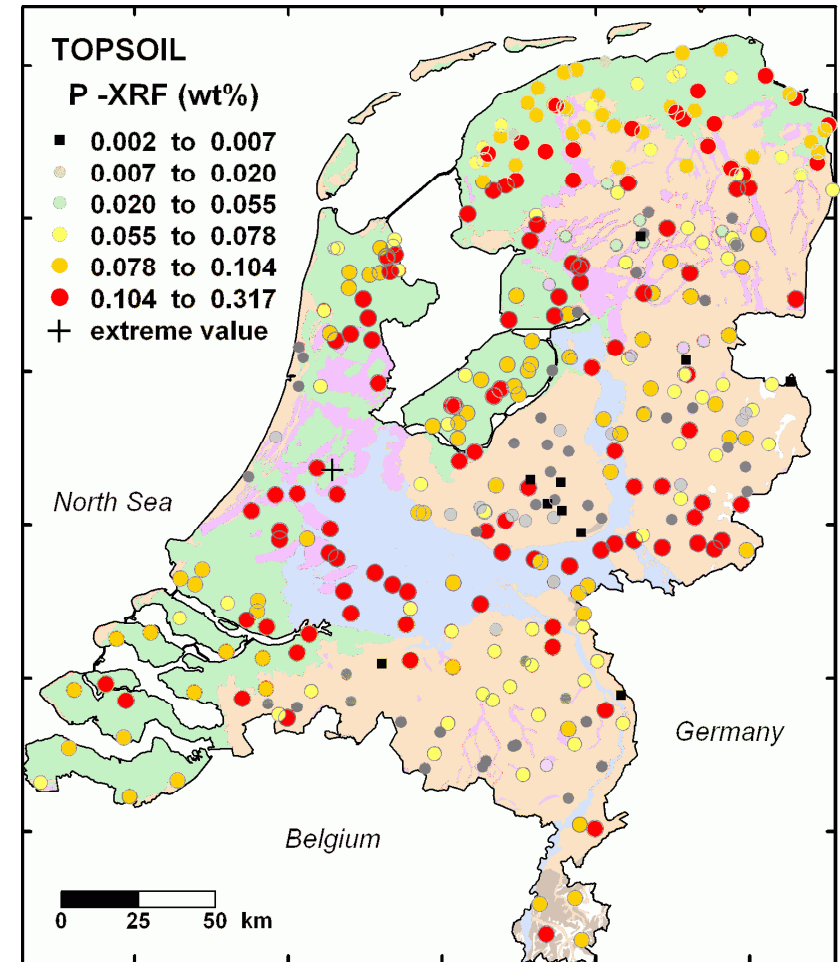 TOPSOIL
P -XRF (wt%)
0.002 to 0.007
0.007 to 0.020
0.020 to 0.055
0.055 to 0.078
0.078 to 0.104
0.104 to 0.317
extreme value
North Sea
Germany
Belgium
0 25 50 km